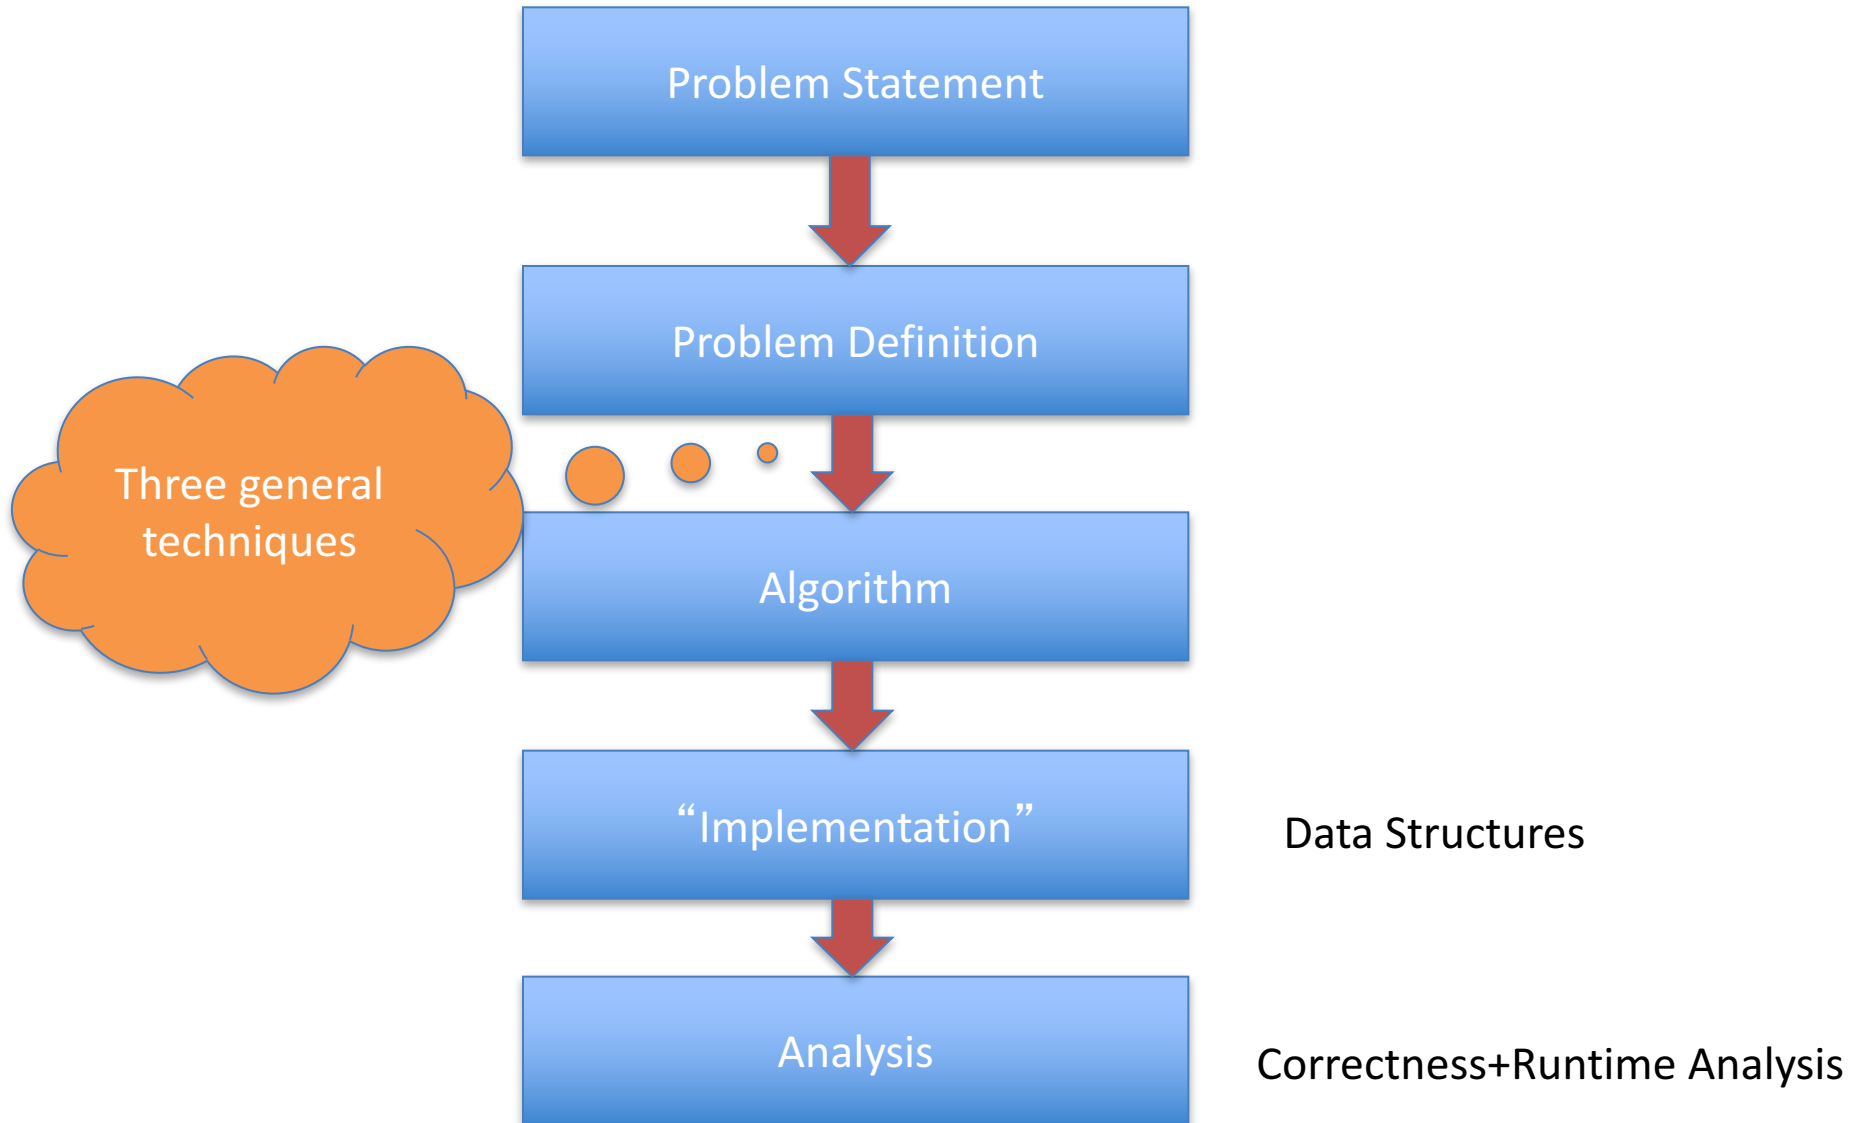 Problem Statement
Problem Definition
Three general
techniques
Algorithm
“Implementation”
Data Structures
Analysis
Correctness+Runtime Analysis